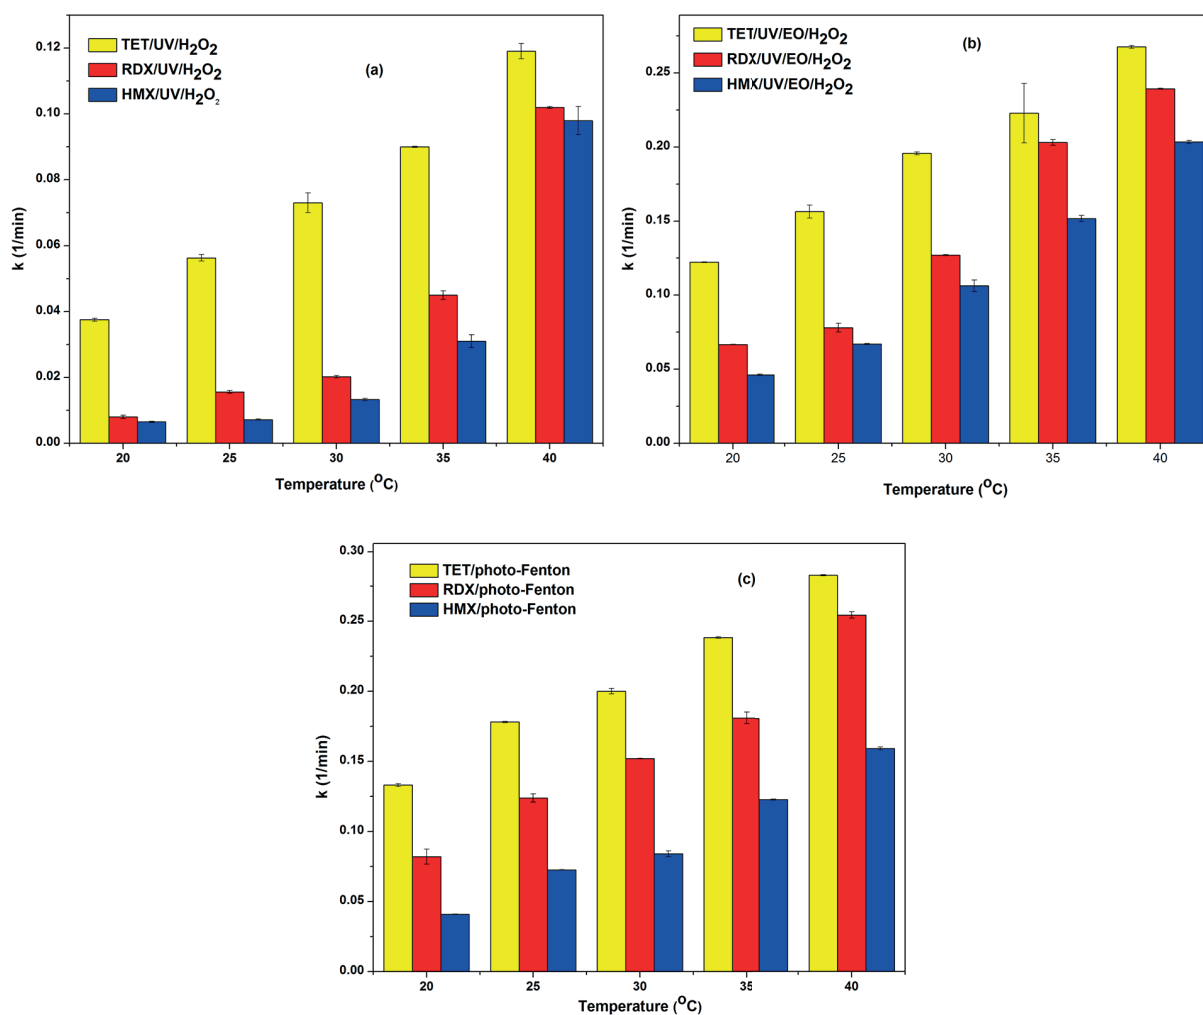 TET/UV/H₂O₂
RDX/UV/H₂O₂
HMX/UV/H₂O₂
(a)
0.12
0.10
0.08
0.06
0.04
0.02
0.00
k (1/min)
20 25 30 35 40
Temperature (°C)
TET/UV/EO/H₂O₂
RDX/UV/EO/H₂O₂
HMX/UV/EO/H₂O₂
(b)
0.25
0.20
0.15
0.10
0.05
0.00
k (1/min)
20 25 30 35 40
Temperature (°C)
TET/photo-Fenton
RDX/photo-Fenton
HMX/photo-Fenton
(c)
0.30
0.25
0.20
0.15
0.10
0.05
0.00
k (1/min)
20 25 30 35 40
Temperature (°C)